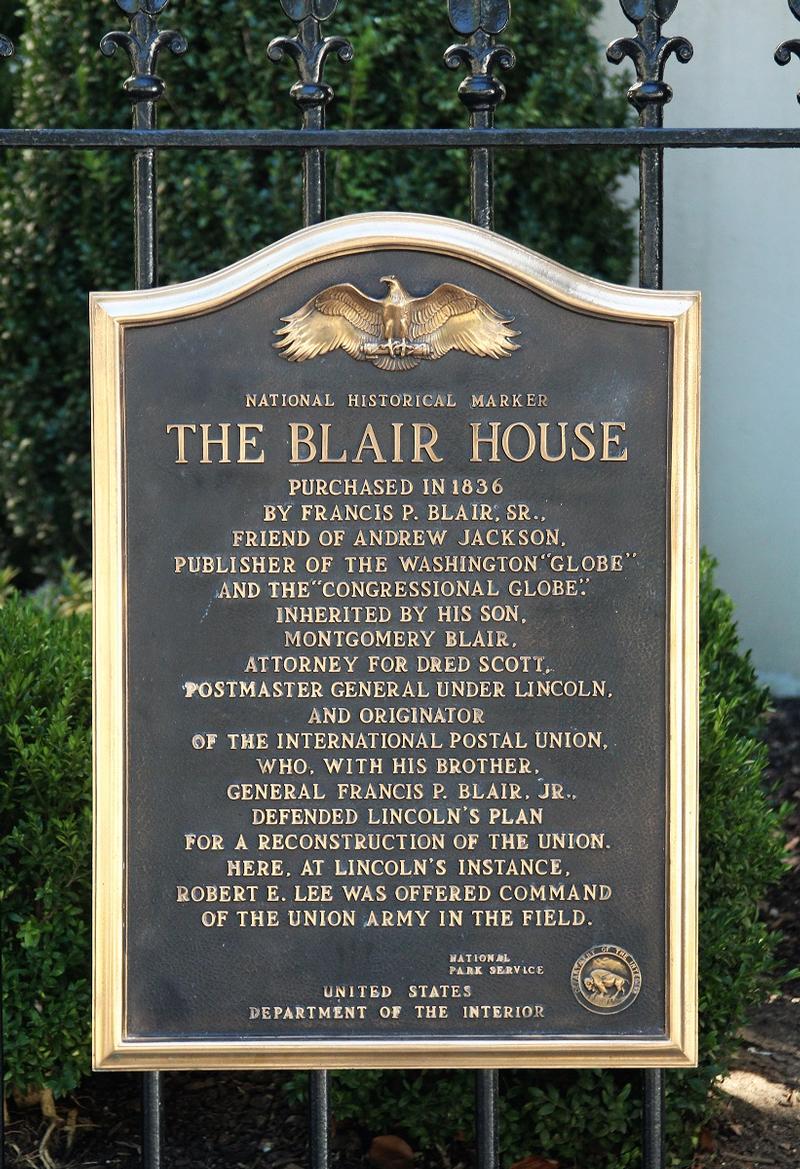 NATIONAL HISTORICAL MARKER
THE BLAIR HOUSE
PURCHASED IN 1836
BY FRANCIS P. BLAIR, SR.,
FRIEND OF ANDREW JACKSON,
PUBLISHER OF THE WASHINGTON "GLOBE"
AND THE "CONGRESSIONAL GLOBE".
INHERITED BY HIS SON,
MONTGOMERY BLAIR,
ATTORNEY FOR DRED SCOTT,
POSTMASTER GENERAL UNDER LINCOLN,
AND ORIGINATOR
OF THE INTERNATIONAL POSTAL UNION,
WHO, WITH HIS BROTHER,
GENERAL FRANCIS P. BLAIR, JR.,
DEFENDED LINCOLN'S PLAN
FOR A RECONSTRUCTION OF THE UNION.
HERE, AT LINCOLN'S INSTANCE,
ROBERT E. LEE WAS OFFERED COMMAND
OF THE UNION ARMY IN THE FIELD.
NATIONAL
PARK SERVICE
DEPARTMENT OF THE INTERIOR
UNITED STATES
DEPARTMENT OF THE INTERIOR